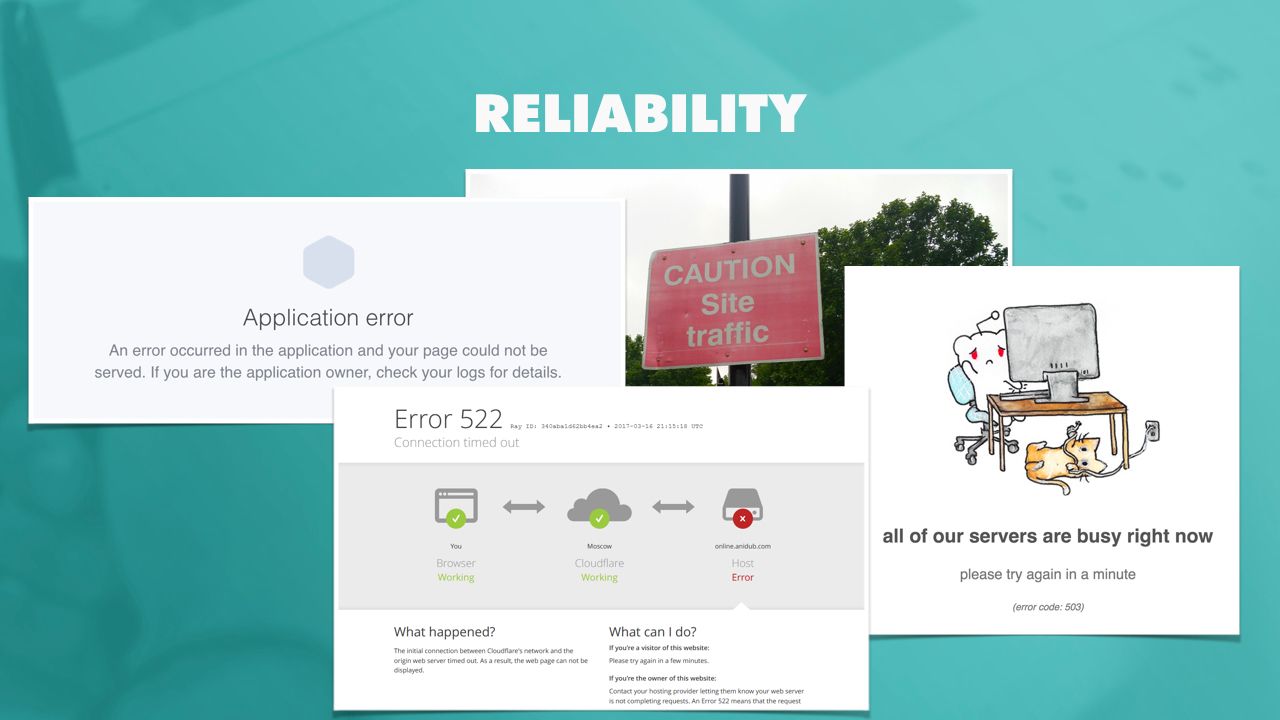 RELIABILITY
Application error
An error occurred in the application and your page could not be
served. If you are the application owner, check your logs for details.
CAUTION
Site
traffic
Error 522 Ray ID: 340aba1d62bb4ea2 • 2017-03-16 21:15:18 UTC
Connection timed out
You
Browser
Working
Moscow
Cloudflare
Working
online.anidub.com
Host
Error
What happened?
The initial connection between Cloudflare's network and the
origin web server timed out. As a result, the web page can not be
displayed.
What can I do?
If you're a visitor of this website:
Please try again in a few minutes.
If you're the owner of this website:
Contact your hosting provider letting them know your web server
is not completing requests. An Error 522 means that the request
all of our servers are busy right now
please try again in a minute
(error code: 503)